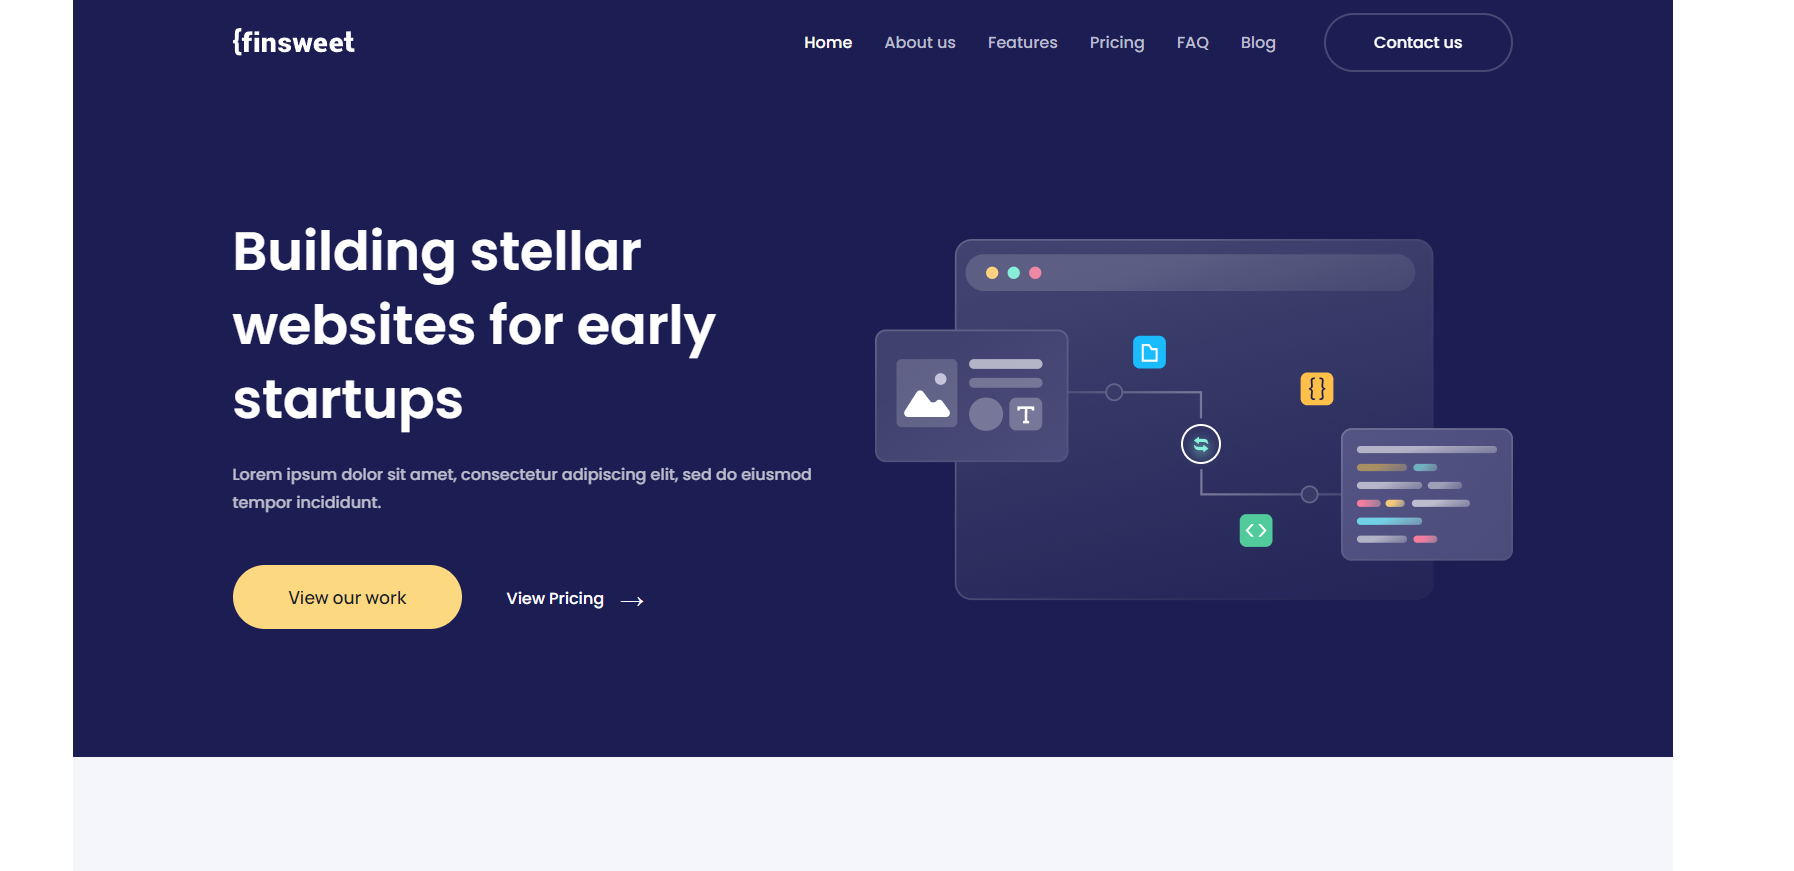 {finsweet
Home About us Features Pricing FAQ Blog Contact us
Building stellar
websites for early
startups
Lorem ipsum dolor sit amet, consectetur adipiscing elit, sed do eiusmod
tempor incididunt.
View our work View Pricing →
T
{ }
< >